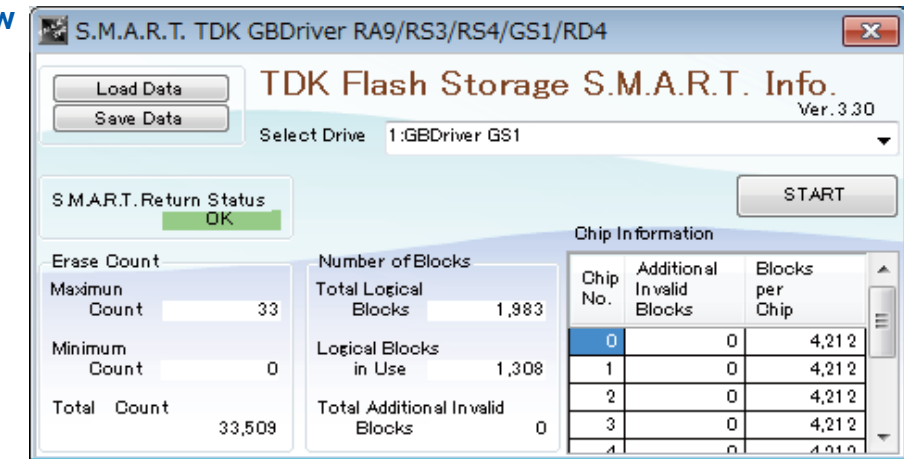 w
S.M.A.R.T. TDK GBDriver RA9/RS3/RS4/GS1/RD4
Load Data
Save Data
TDK Flash Storage S.M.A.R.T. Info.
Ver.3.30
Select Drive 1:GBDriver GS1
S.M.A.R.T. Return Status
OK
START
Erase Count
Maximun
Count 33
Minimum
Count 0
Total Count
33,509
Number of Blocks
Total Logical
Blocks 1,983
Logical Blocks
in Use 1,308
Total Additional Invalid
Blocks 0
Chip Information
Chip No. Additional Invalid Blocks Blocks per Chip
0 0 4,212
1 0 4,212
2 0 4,212
3 0 4,212
4 0 4,212